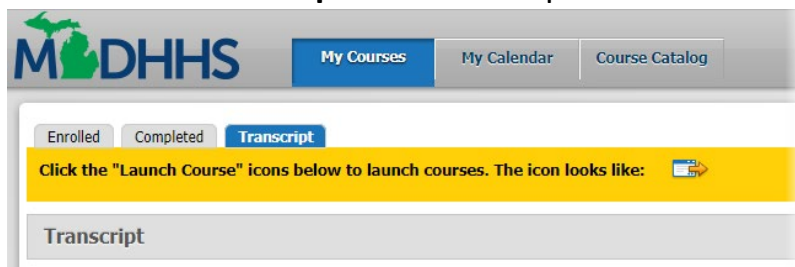 MDHHS
My Courses
My Calendar
Course Catalog
Enrolled
Completed
Transcript
Click the "Launch Course" icons below to launch courses. The icon looks like:
Transcript